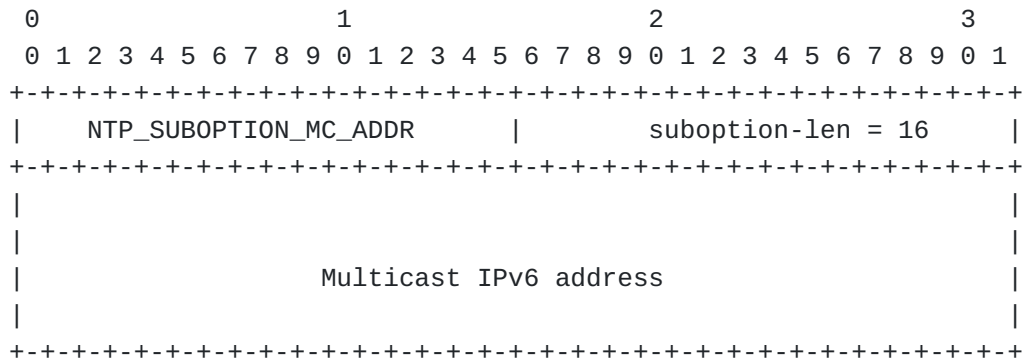 0                   1                   2                   3
 0 1 2 3 4 5 6 7 8 9 0 1 2 3 4 5 6 7 8 9 0 1 2 3 4 5 6 7 8 9 0 1
+-+-+-+-+-+-+-+-+-+-+-+-+-+-+-+-+-+-+-+-+-+-+-+-+-+-+-+-+-+-+-+-+
|    NTP_SUBOPTION_MC_ADDR      |        suboption-len = 16     |
+-+-+-+-+-+-+-+-+-+-+-+-+-+-+-+-+-+-+-+-+-+-+-+-+-+-+-+-+-+-+-+-+
|                                                               |
|                                                               |
|                   Multicast IPv6 address                      |
|                                                               |
+-+-+-+-+-+-+-+-+-+-+-+-+-+-+-+-+-+-+-+-+-+-+-+-+-+-+-+-+-+-+-+-+